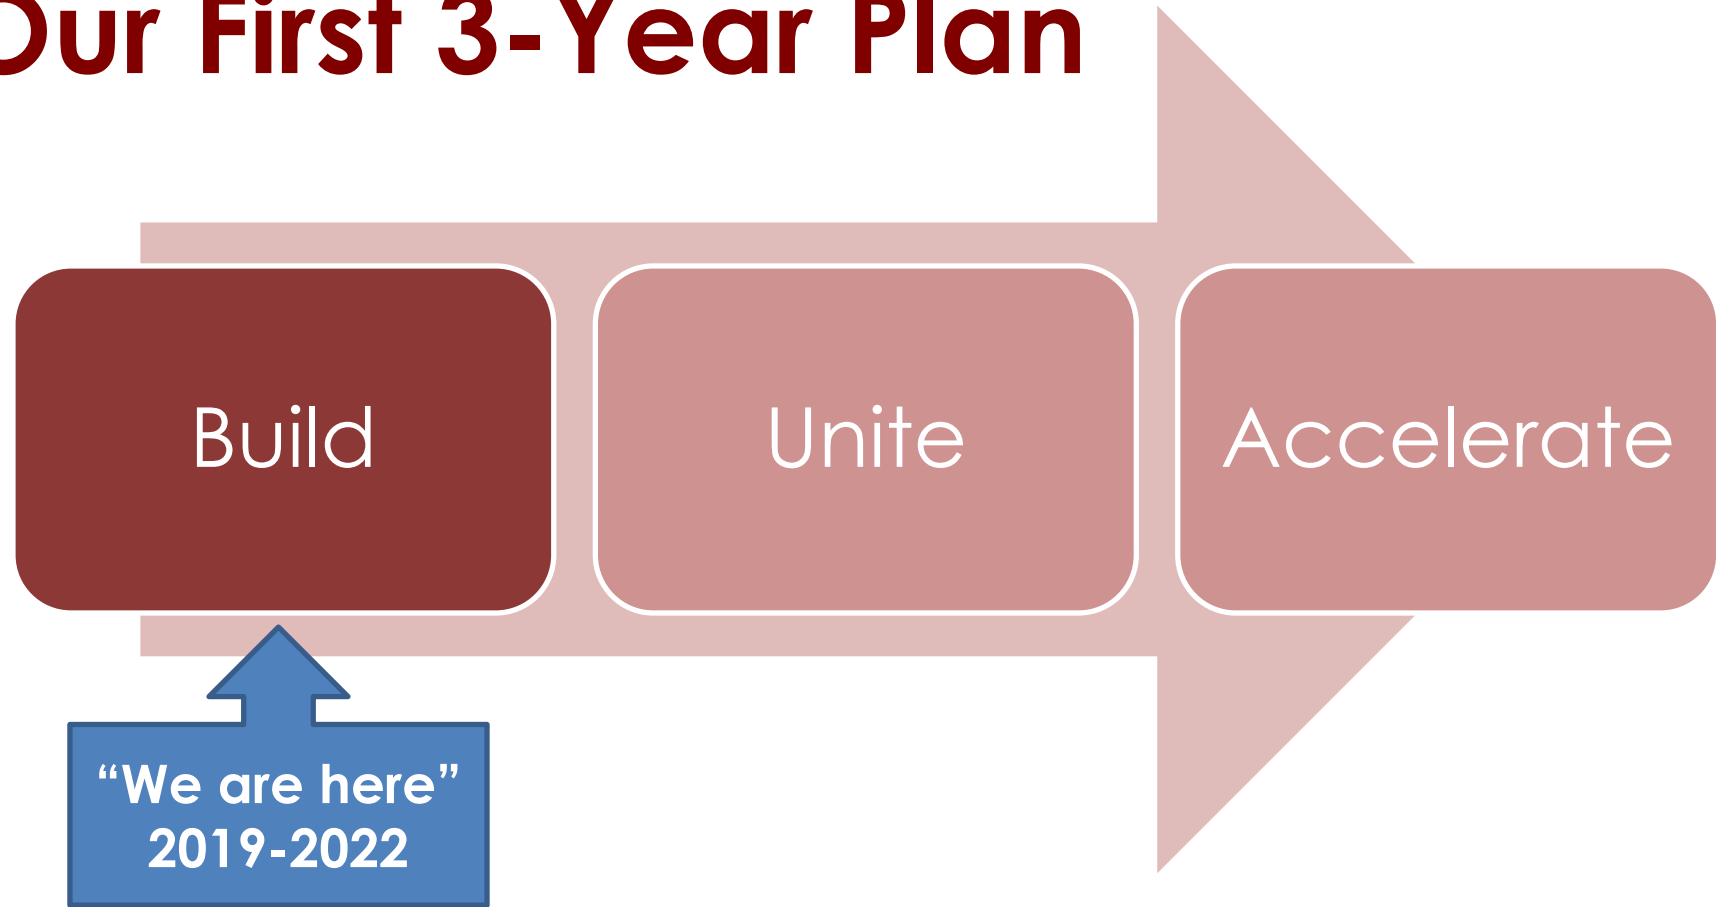 Our First 3-Year Plan
Build
Unite
Accelerate
“We are here”
2019-2022